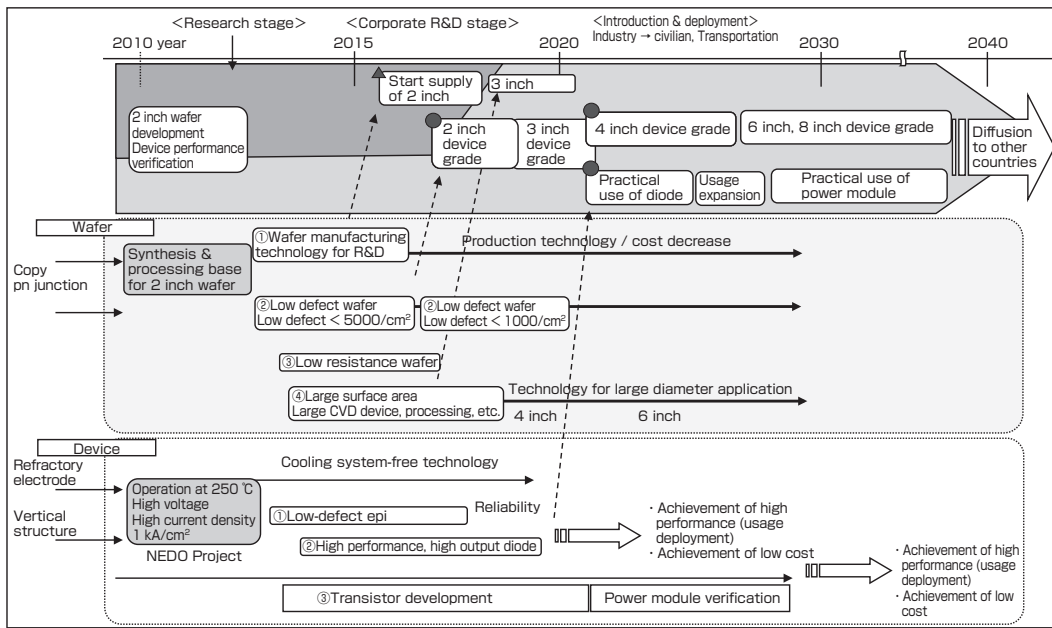 <Research stage>
<Corporate R&D stage>
<Introduction & deployment>
Industry → civilian, Transportation
2010 year
2015
2020
2030
2040
Start supply
of 2 inch
3 inch
2 inch wafer
development
Device performance
verification
2 inch
device
grade
3 inch
device
grade
4 inch device grade
6 inch, 8 inch device grade
Diffusion
to other
countries
Practical
use of diode
Usage
expansion
Practical use of
power module
Wafer
Copy
pn junction
Synthesis &
processing base
for 2 inch wafer
①Wafer manufacturing
technology for R&D
Production technology / cost decrease
②Low defect wafer
Low defect < 5000/cm²
②Low defect wafer
Low defect < 1000/cm²
③Low resistance wafer
④Large surface area
Large CVD device, processing, etc.
Technology for large diameter application
4 inch
6 inch
Device
Refractory
electrode
Vertical
structure
Operation at 250 ℃
High voltage
High current density
1 kA/cm²
NEDO Project
Cooling system-free technology
Reliability
①Low-defect epi
②High performance, high output diode
・Achievement of high
performance (usage
deployment)
・Achievement of low cost
・Achievement of high
performance (usage
deployment)
・Achievement of low
cost
③Transistor development
Power module verification